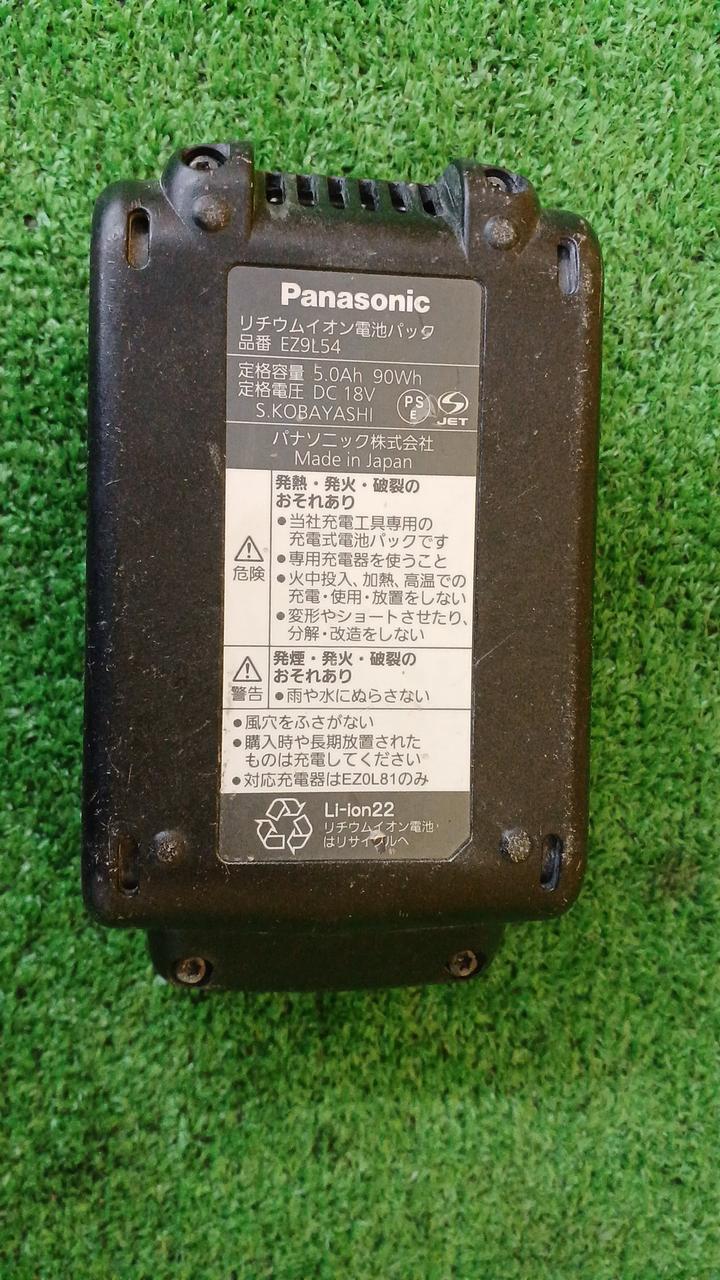 Panasonic
リチウムイオン電池パック
品番 EZ9L54
定格容量 5.0Ah 90Wh
定格電圧 DC 18V
S.KOBAYASHI
PS
E
JET
パナソニック株式会社
Made in Japan
発熱・発火・破裂の
おそれあり
●当社充電工具専用の
充電式電池パックです
●専用充電器を使うこと
●火中投入、加熱、高温での
充電・使用・放置をしない
●変形やショートさせたり、
分解・改造をしない
危険
発煙・発火・破裂の
おそれあり
●雨や水にぬらさない
警告
●風穴をふさがない
●購入時や長期放置された
ものは充電してください
●対応充電器はEZ0L81のみ
Li-ion22
リチウムイオン電池
はリサイクルへ